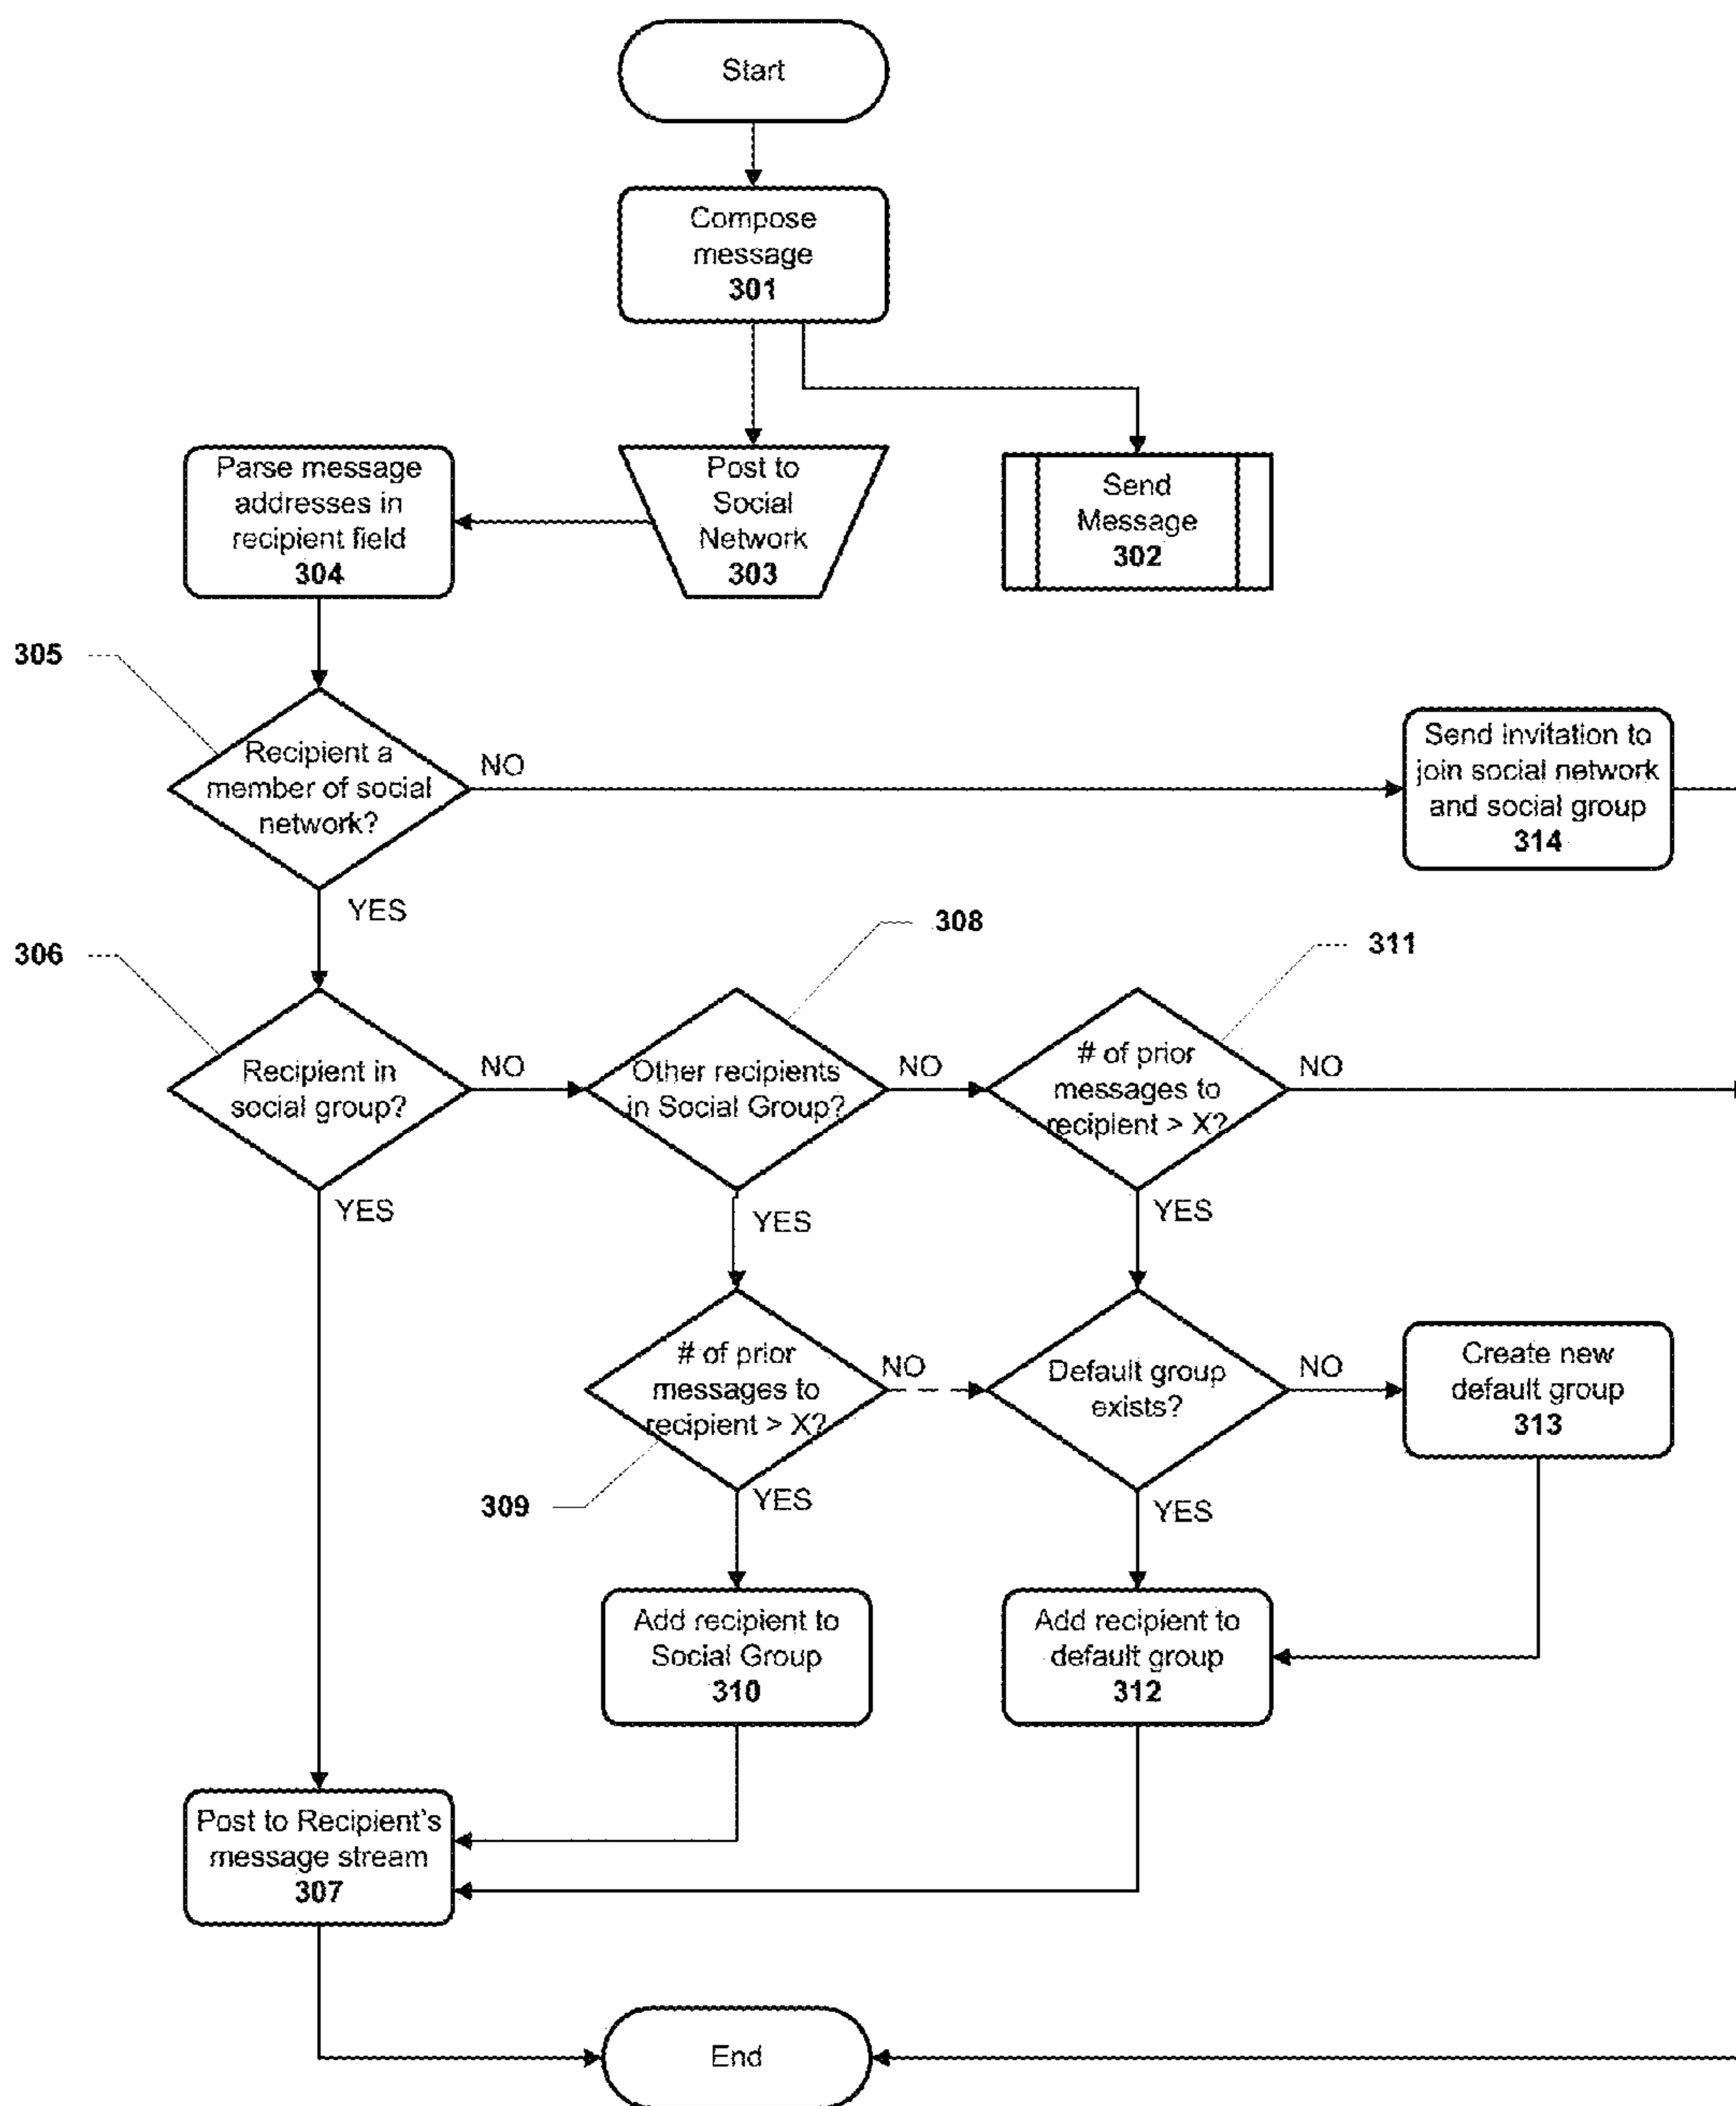 Start
Compose
message
301
Parse message
addresses in
recipient field
304
Post to
Social
Network
303
Send
Message
302
305
Recipient a
member of social
network?
NO
Send invitation to
join social network
and social group
314
YES
308
311
306
Recipient in
social group?
NO
Other recipients
in Social Group?
NO
# of prior
messages to
recipient > X?
NO
YES
YES
YES
# of prior
messages to
recipient > X?
NO
Default group
exists?
NO
Create new
default group
313
309
YES
YES
Add recipient to
Social Group
310
Add recipient to
default group
312
Post to Recipient's
message stream
307
End